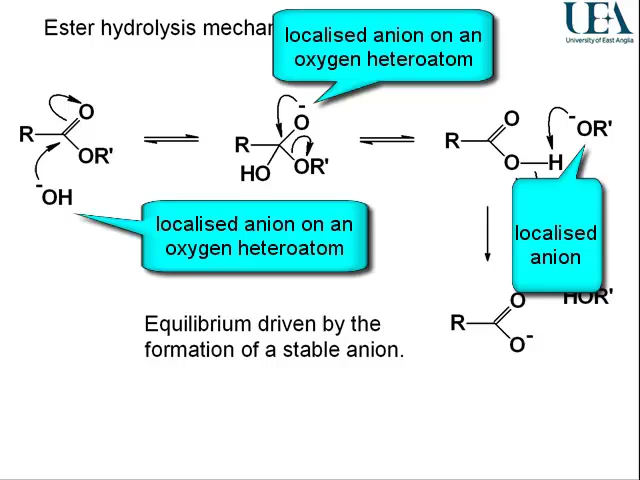 Ester hydrolysis
localised anion on an
oxygen heteroatom
UEA
University of East Anglia
R
O
OR'
-OH
-
O
R
HO
OR'
R
O
O
H
-OR'
localised anion on an
oxygen heteroatom
localised
anion
HOR'
R
O
O-
Equilibrium driven by the
formation of a stable anion.